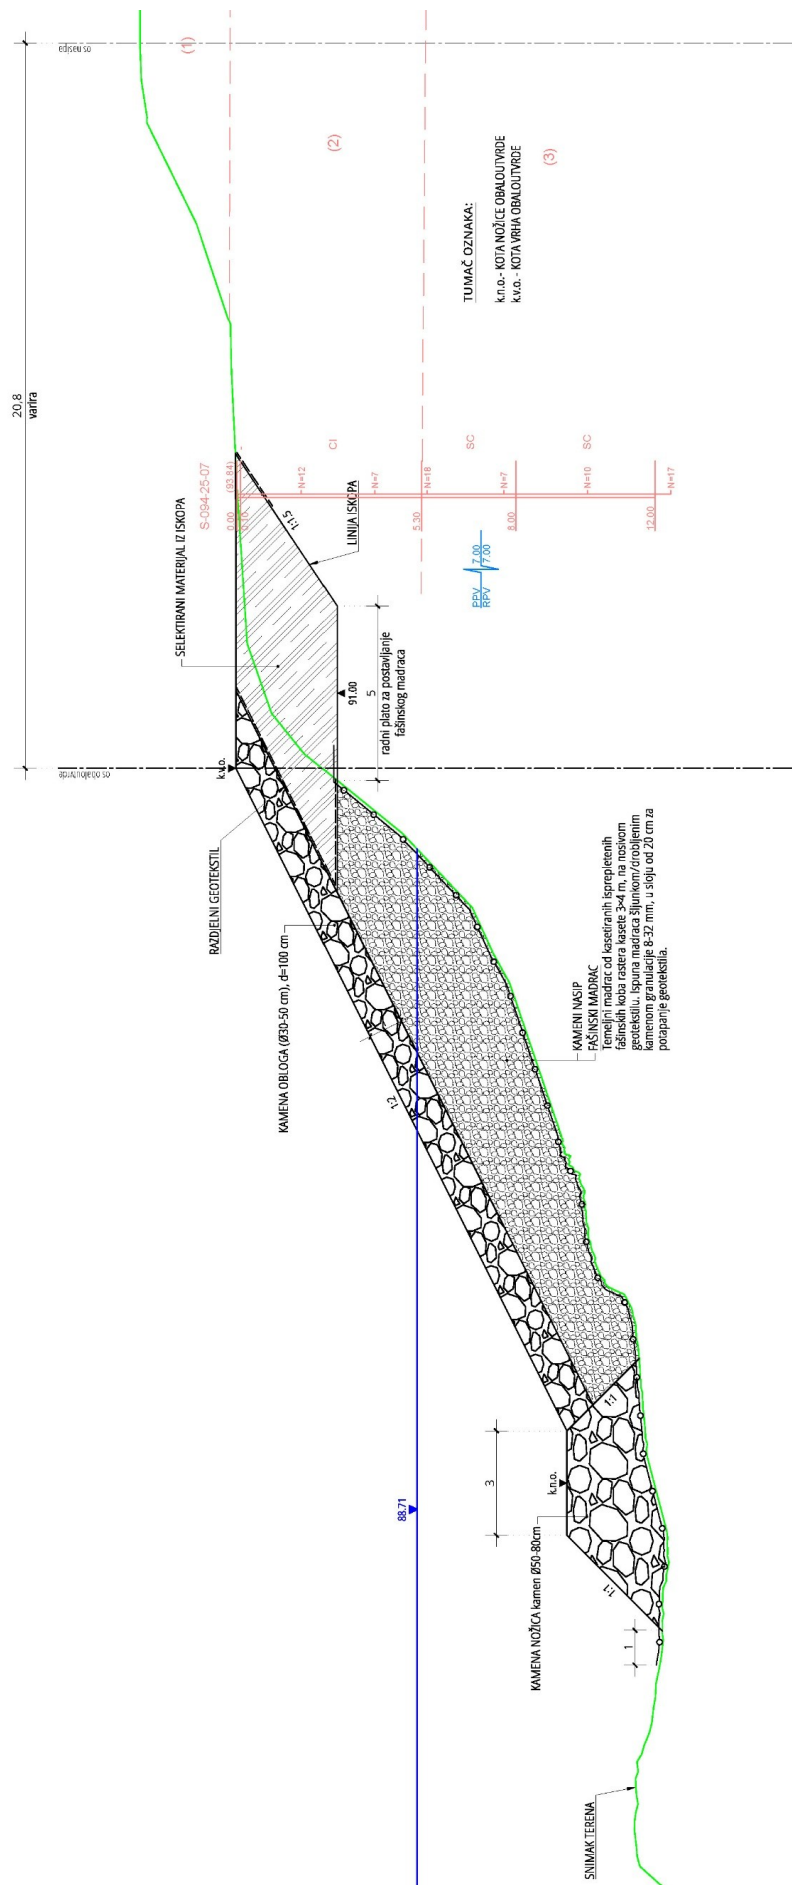 os nasipa
(1)
(2)
(3)
TUMAČ OZNAKA:
k.n.o.- KOTA NOŽICE OBALOUTVRDE
k.v.o. - KOTA VRHA OBALOUTVRDE
20,8
varira
S-094-25-07
0.00
(93.84)
0.10
N=12
CI
N=7
5.30
N=18
SC
N=7
8.00
N=10
SC
12.00
N=17
PPV 7.00
RPV 7.00
SELEKTIRANI MATERIJAL IZ ISKOPA
1:1.5
LINIJA ISKOPA
91.00
5
radni plato za postavljanje
fašinskog madraca
os obaloutvrde
k.v.o.
RAZDJELNI GEOTEKSTIL
KAMENA OBLOGA (Ø30-50 cm), d=100 cm
1:2
KAMENI NASIP
FAŠINSKI MADRAC
Temeljni madrac od kasetiranih isprepletenih
fašinskih koba rastera kasete 3×4 m, na nosivom
geotekstilu. Ispuna madraca šljunkom/drobljenim
kamenom granulacije 8-32 mm, u sloju od 20 cm za
potapanje geotekstila.
88.71
3
k.n.o.
1:1
KAMENA NOŽICA kamen Ø50-80cm
1:1
1
SNIMAK TERENA